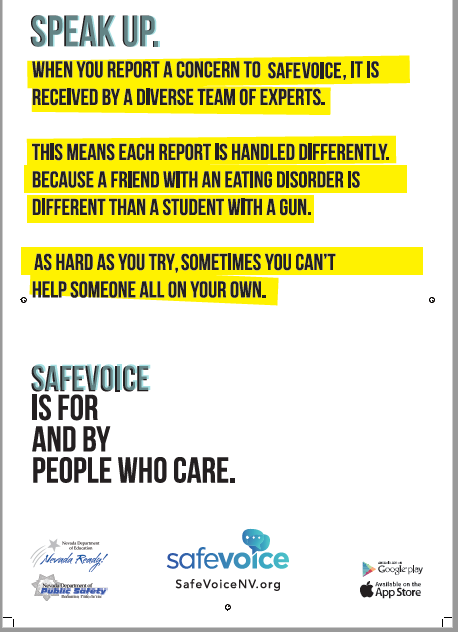 SPEAK UP.
WHEN YOU REPORT A CONCERN TO SAFEVOICE, IT IS
RECEIVED BY A DIVERSE TEAM OF EXPERTS.
THIS MEANS EACH REPORT IS HANDLED DIFFERENTLY.
BECAUSE A FRIEND WITH AN EATING DISORDER IS
DIFFERENT THAN A STUDENT WITH A GUN.
AS HARD AS YOU TRY, SOMETIMES YOU CAN'T
HELP SOMEONE ALL ON YOUR OWN.
SAFEVOICE
IS FOR
AND BY
PEOPLE WHO CARE.
Nevada Department
of Education
Nevada Ready!
Nevada Department of
Public Safety
safevoice
SafeVoiceNV.org
Google play
Available on the
App Store